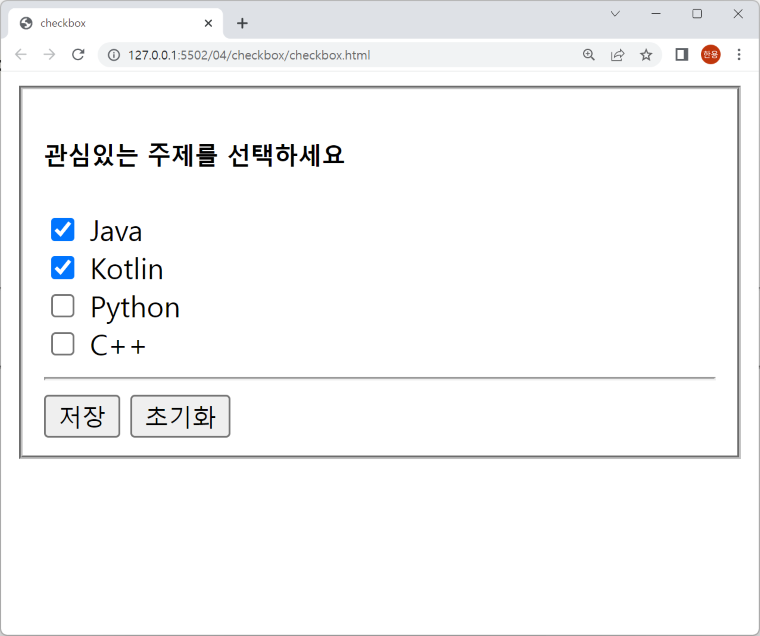 checkbox
127.0.0.1:5502/04/checkbox/checkbox.html
한용
관심있는 주제를 선택하세요
Java
Kotlin
Python
C++
저장 초기화